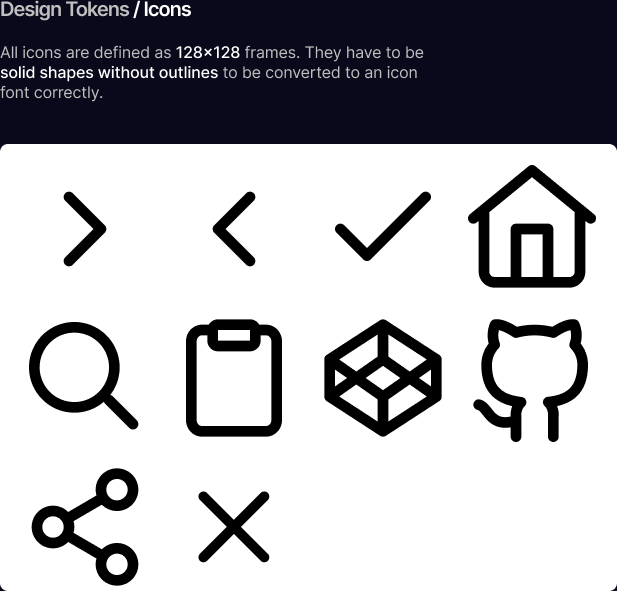 Design Tokens / Icons
All icons are defined as 128×128 frames. They have to be
solid shapes without outlines to be converted to an icon
font correctly.